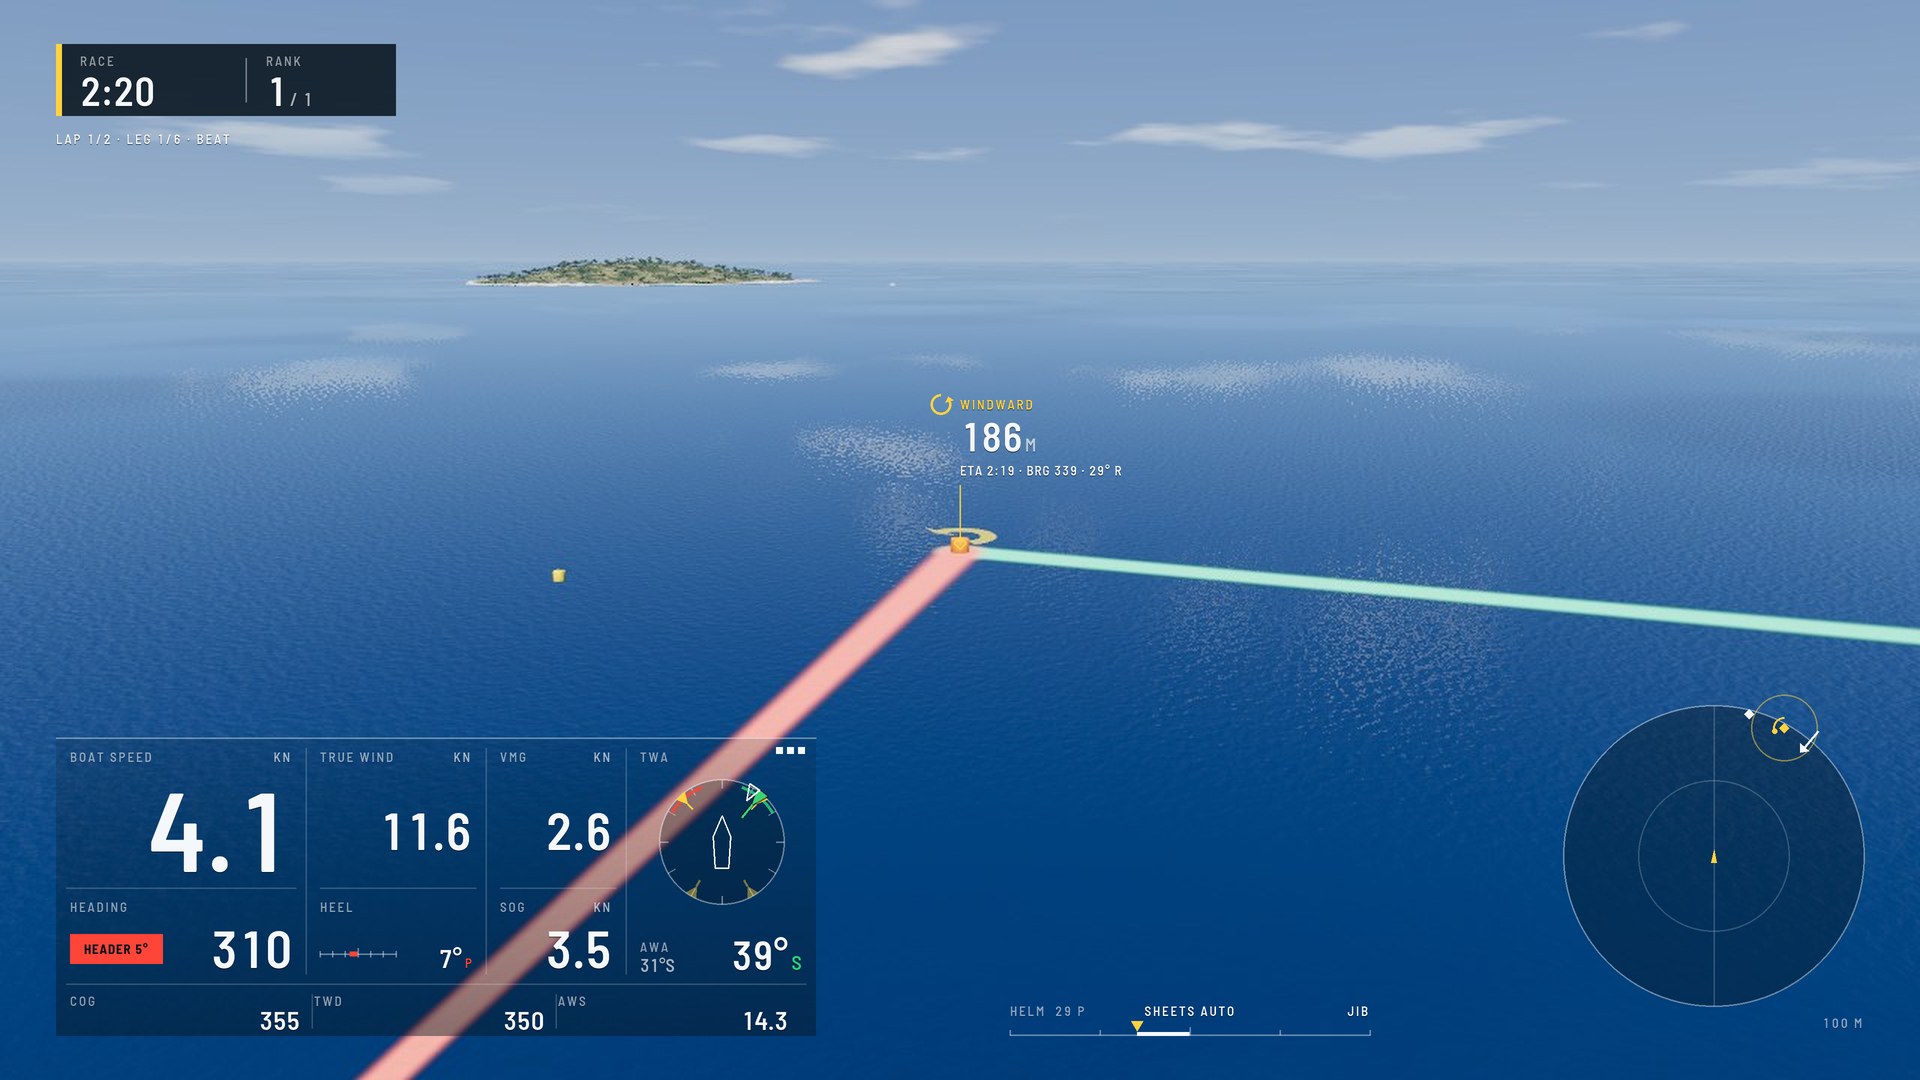 RACE
2:20
RANK
1 / 1
LAP 1/2 · LEG 1/6 · BEAT
WINDWARD
186 M
ETA 2:19 · BRG 339 · 29° R
BOAT SPEED KN
4.1
TRUE WIND KN
11.6
VMG KN
2.6
TWA
HEADING
HEADER 5°
310
HEEL
7° P
SOG KN
3.5
AWA
31°S
39° S
COG
355
TWD
350
AWS
14.3
HELM 29 P
SHEETS AUTO
JIB
100 M